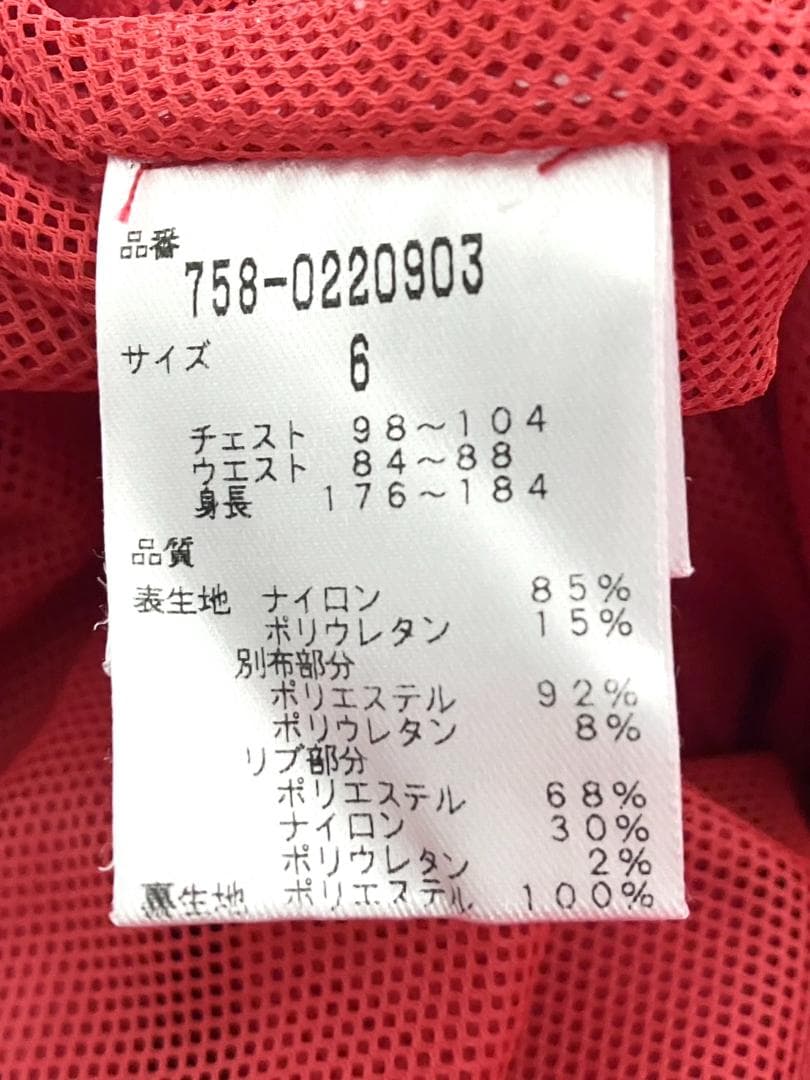 品番
758-0220903
サイズ 6
チェスト 98~104
ウエスト 84~88
身長 176~184
品質
表生地 ナイロン 85%
ポリウレタン 15%
別布部分
ポリエステル 92%
ポリウレタン 8%
リブ部分
ポリエステル 68%
ナイロン 30%
ポリウレタン 2%
裏生地 ポリエステル 100%